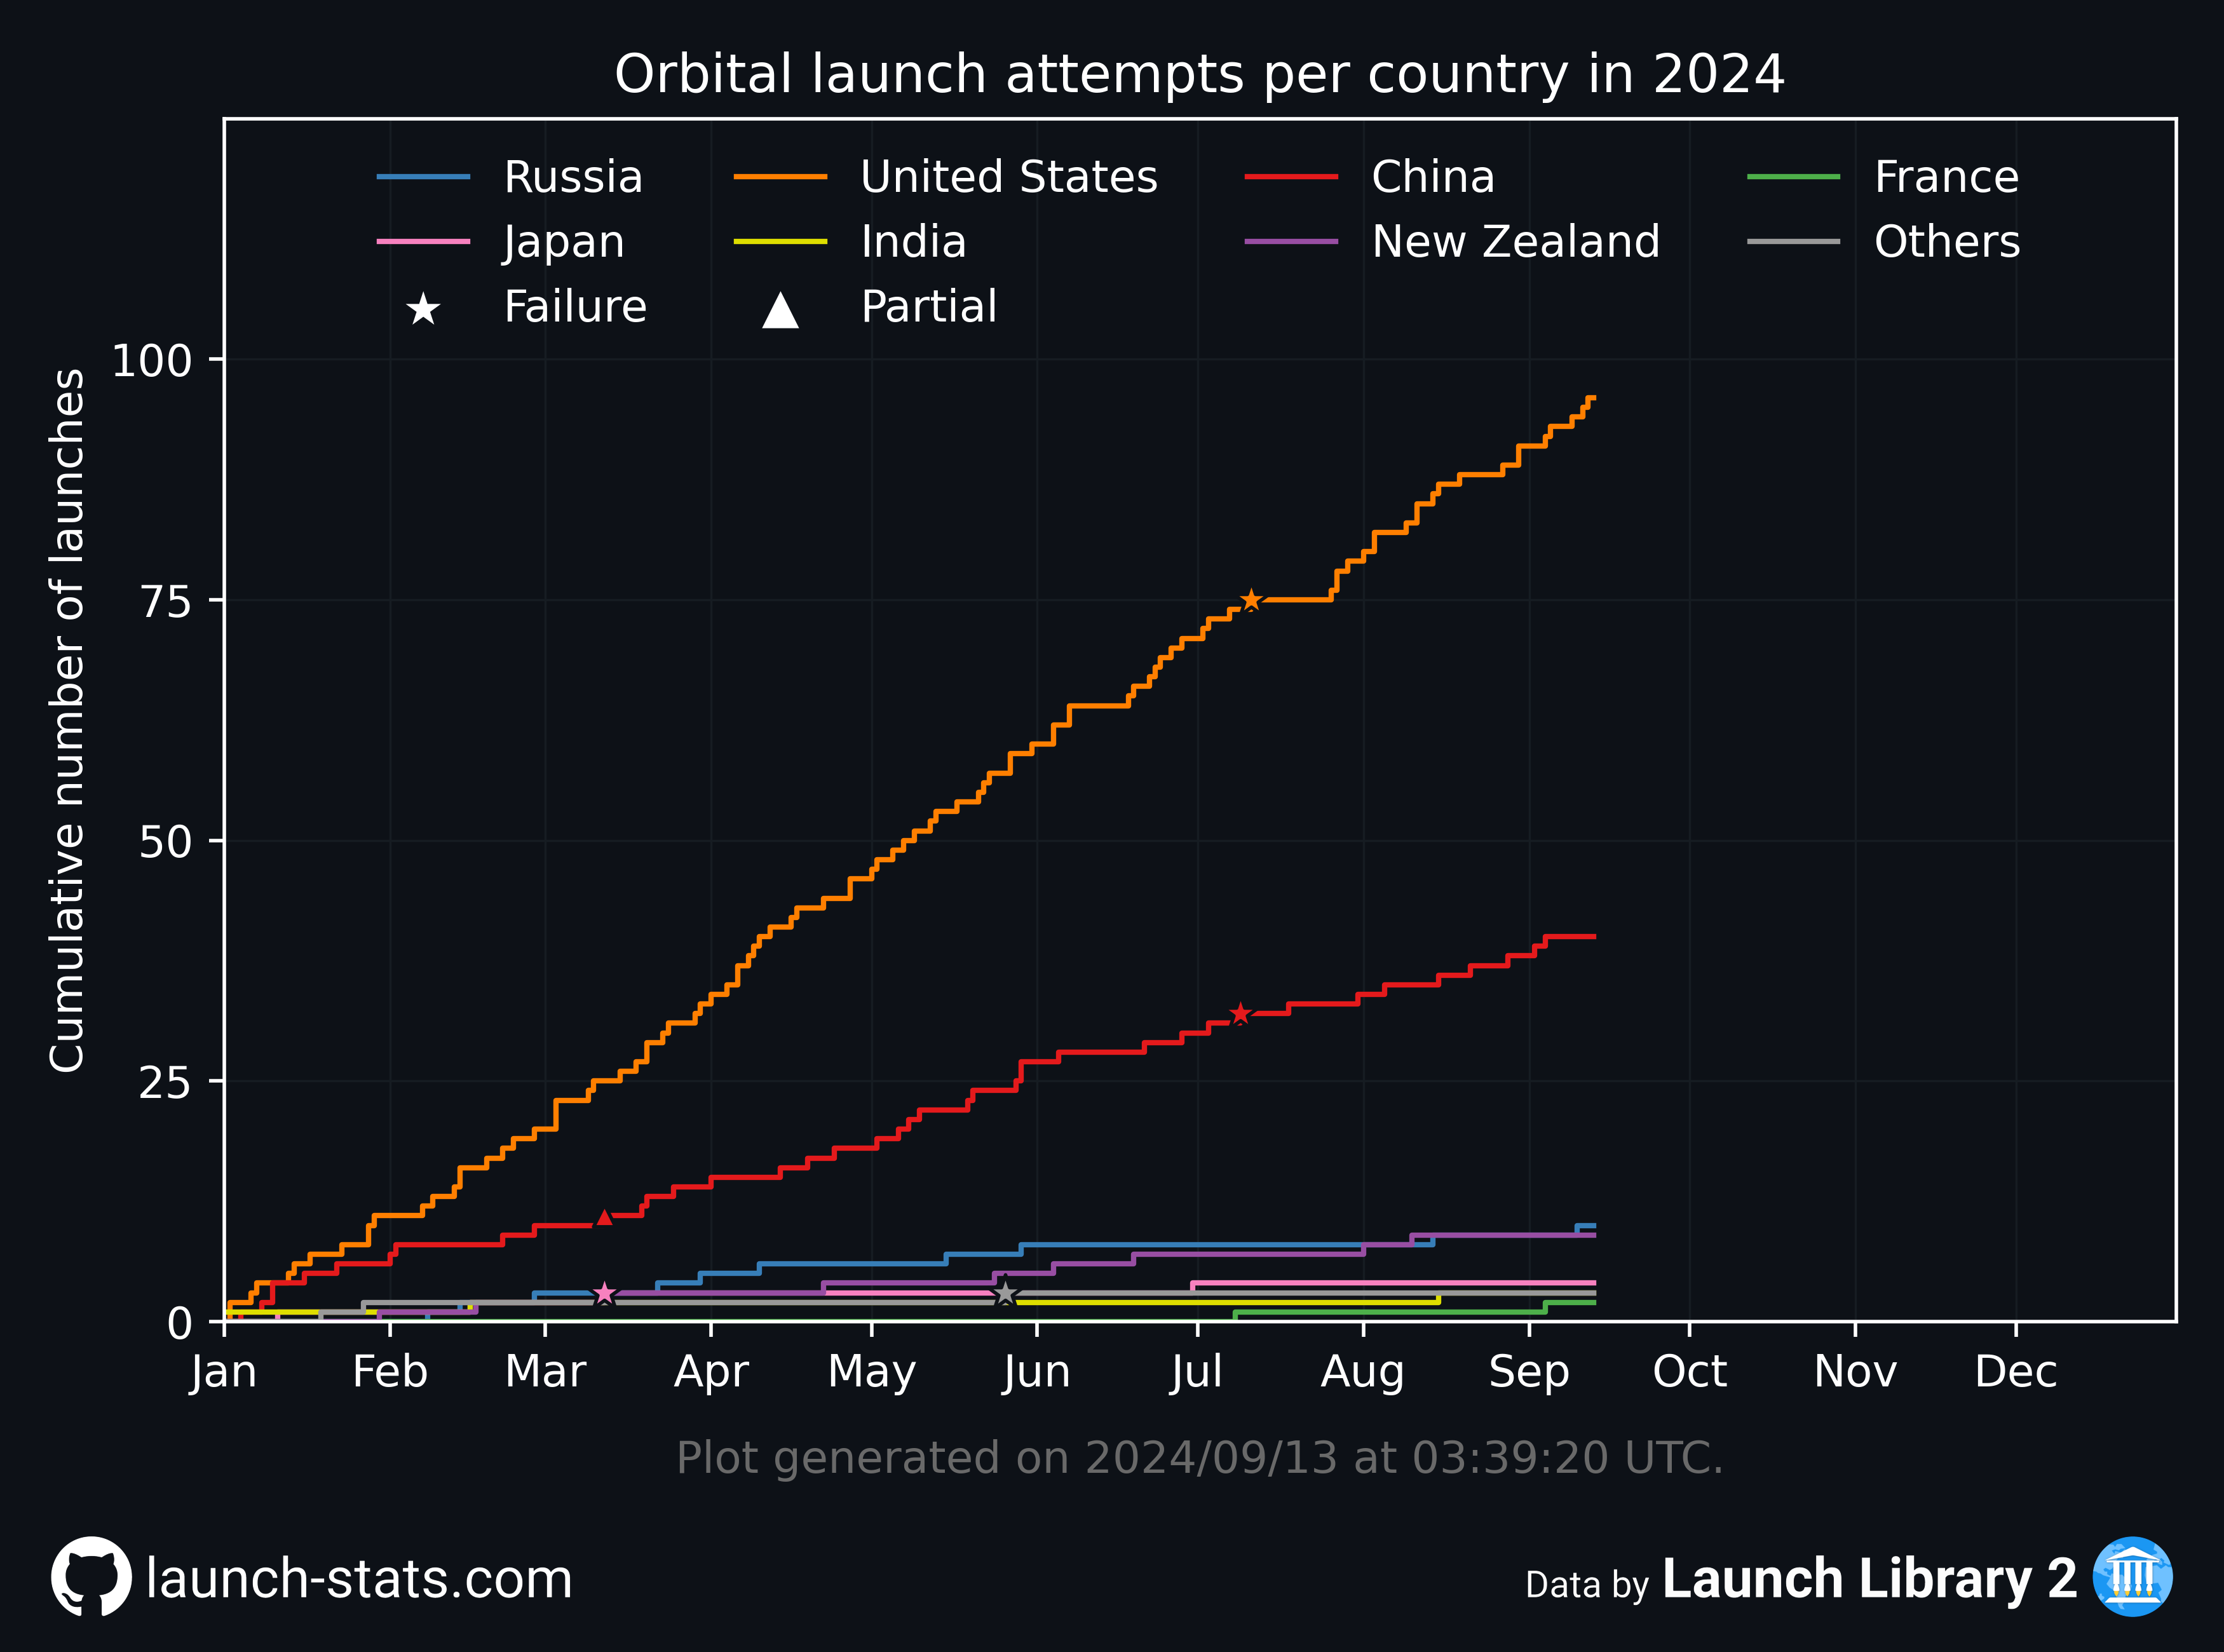 Orbital launch attempts per country in 2024
Russia United States China France
Japan India New Zealand Others
Failure Partial
Cumulative number of launches
100
75
50
25
0
Jan Feb Mar Apr May Jun Jul Aug Sep Oct Nov Dec
Plot generated on 2024/09/13 at 03:39:20 UTC.
launch-stats.com
Data by Launch Library 2